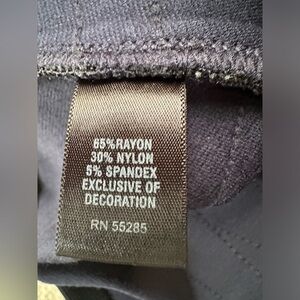 65%RAYON
30% NYLON
5% SPANDEX
EXCLUSIVE OF
DECORATION
RN 55285